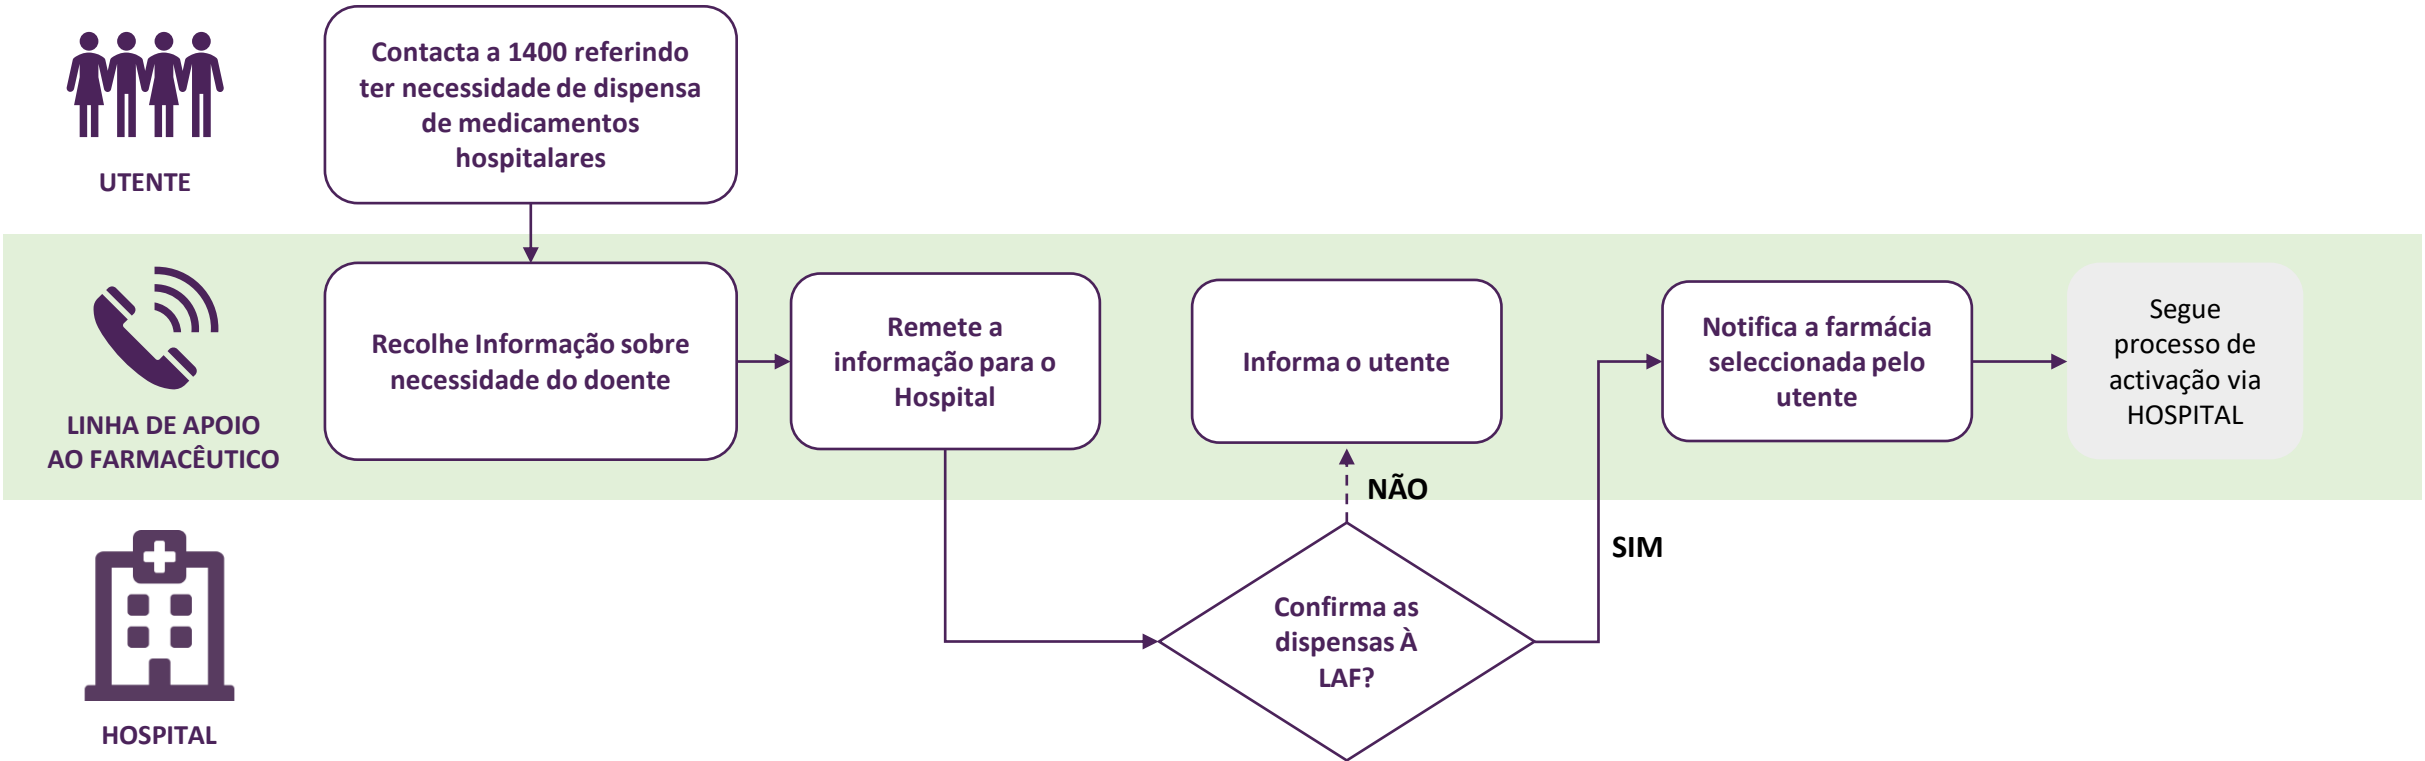 UTENTE
Contacta a 1400 referindo
ter necessidade de dispensa
de medicamentos
hospitalares
LINHA DE APOIO
AO FARMACÊUTICO
Recolhe Informação sobre
necessidade do doente
Remete a
informação para o
Hospital
Informa o utente
Notifica a farmácia
seleccionada pelo
utente
Segue
processo de
activação via
HOSPITAL
NÃO
SIM
HOSPITAL
Confirma as
dispensas À
LAF?